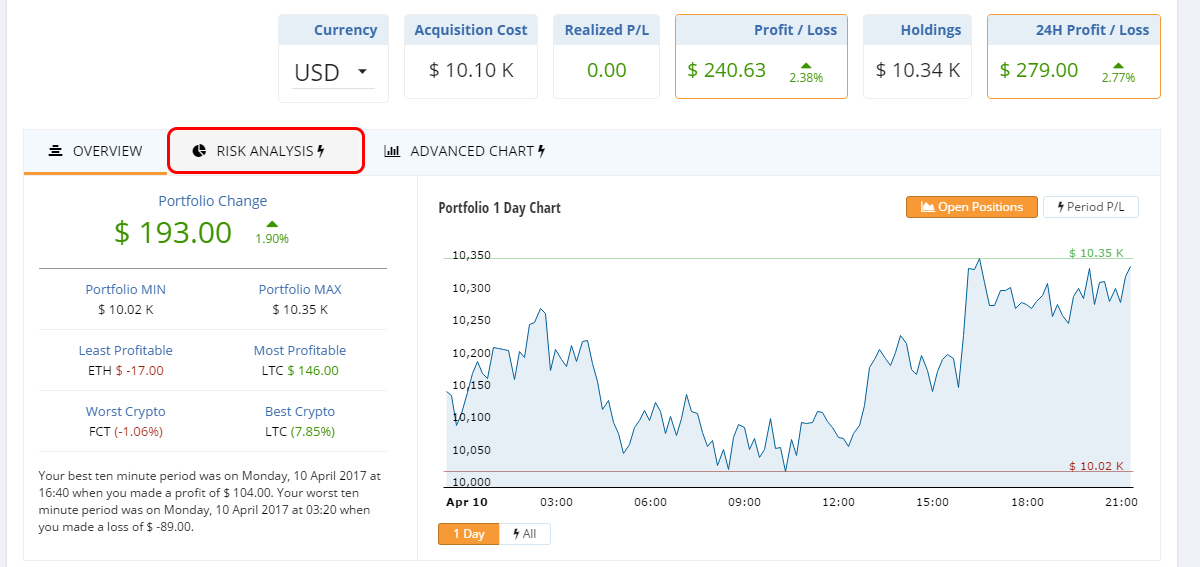 Currency
USD
Acquisition Cost
$ 10.10 K
Realized P/L
0.00
Profit / Loss
$ 240.63 2.38%
Holdings
$ 10.34 K
24H Profit / Loss
$ 279.00 2.77%
OVERVIEW RISK ANALYSIS ADVANCED CHART
Portfolio Change
$ 193.00 1.90%
Portfolio MIN Portfolio MAX
$ 10.02 K $ 10.35 K
Least Profitable Most Profitable
ETH $ -17.00 LTC $ 146.00
Worst Crypto Best Crypto
FCT (-1.06%) LTC (7.85%)
Your best ten minute period was on Monday, 10 April 2017 at
16:40 when you made a profit of $ 104.00. Your worst ten
minute period was on Monday, 10 April 2017 at 03:20 when
you made a loss of $ -89.00.
Portfolio 1 Day Chart Open Positions Period P/L
$ 10.35 K
10,350
10,300
10,250
10,200
10,150
10,100
10,050
$ 10.02 K
10,000
Apr 10 03:00 06:00 09:00 12:00 15:00 18:00 21:00
1 Day All